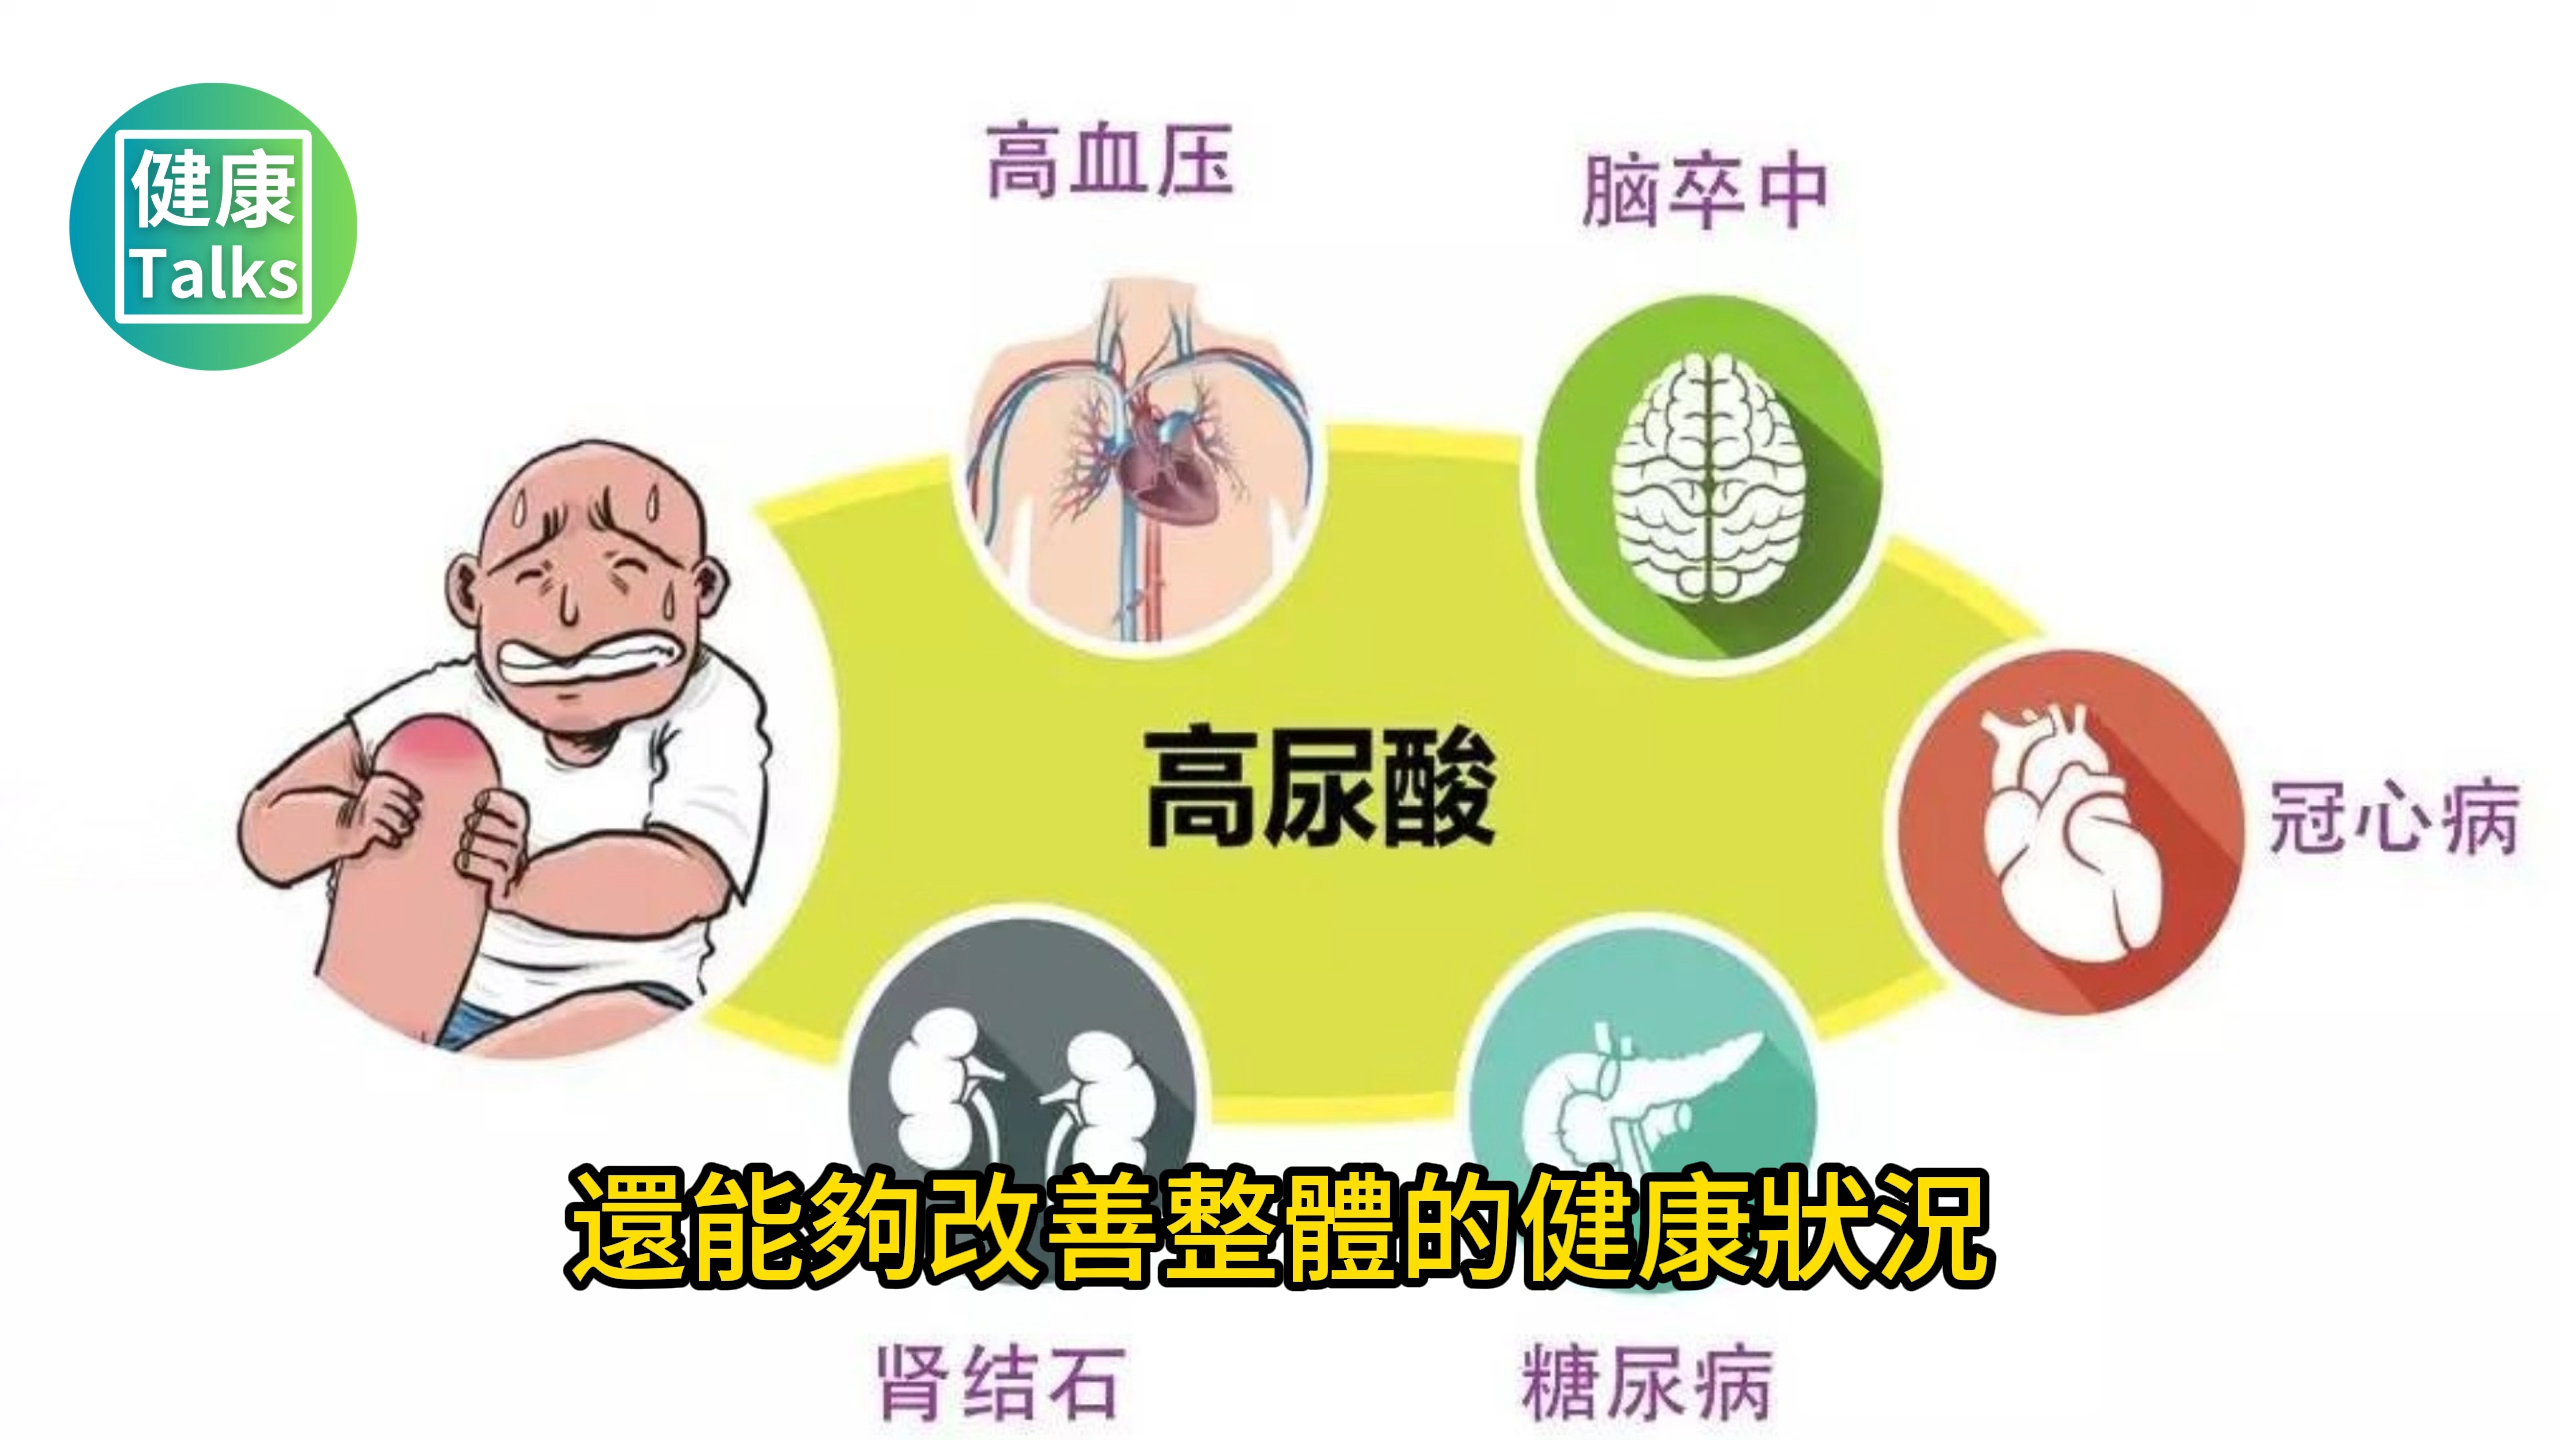 健康
Talks
高血压
脑卒中
高尿酸
冠心病
還能夠改善整體的健康狀況
肾结石
糖尿病